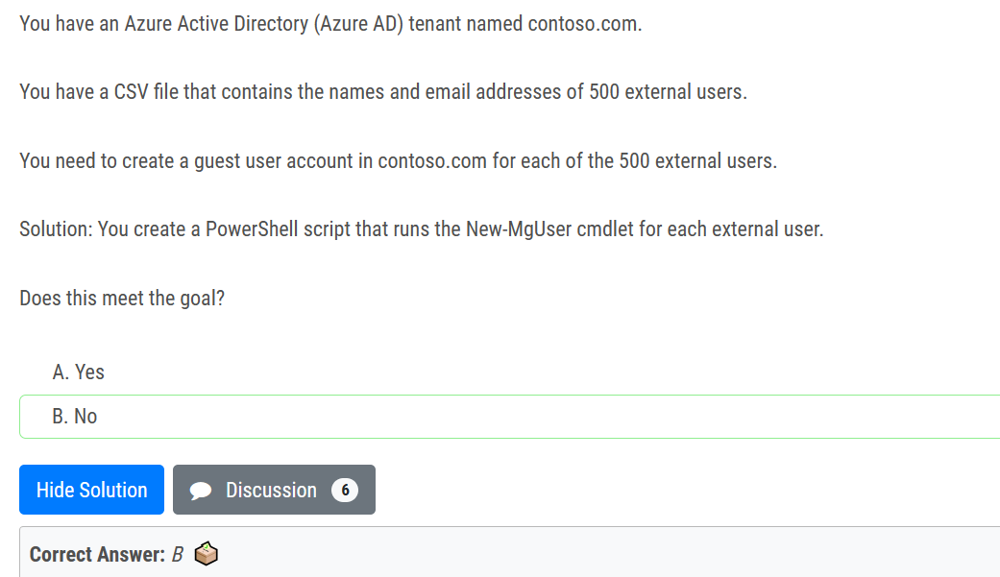 You have an Azure Active Directory (Azure AD) tenant named contoso.com.
You have a CSV file that contains the names and email addresses of 500 external users.
You need to create a guest user account in contoso.com for each of the 500 external users.
Solution: You create a PowerShell script that runs the New-MgUser cmdlet for each external user.
Does this meet the goal?
A. Yes
B. No
Hide Solution Discussion 6
Correct Answer: B